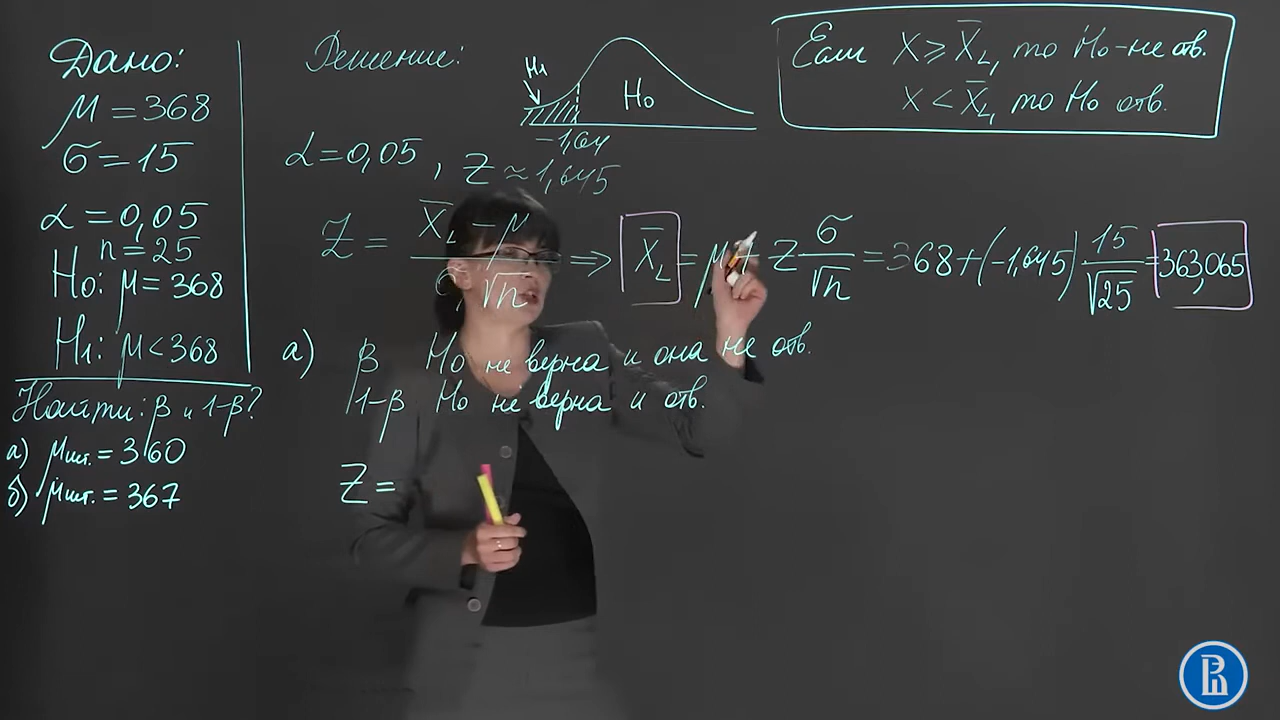 Дано:
μ = 368
σ = 15
α = 0,05
n = 25
H₀: μ = 368
H₁: μ < 368
Найти: β и 1-β?
а) μист. = 360
б) μист. = 367
Решение:
H₁
H₀
-1,64
α = 0,05 , Z ≈ 1,645
Z = (X̄L - μ) / (σ/√n) ⇒ X̄L = μ + Z σ/√n = 368 + (-1,645) 15/√25 = 363,065
Если X ⩾ X̄L, то H₀ - не отв.
X < X̄L, то H₀ отв.
а) β H₀ не верна и она не отв.
1-β H₀ не верна и отв.
Z =